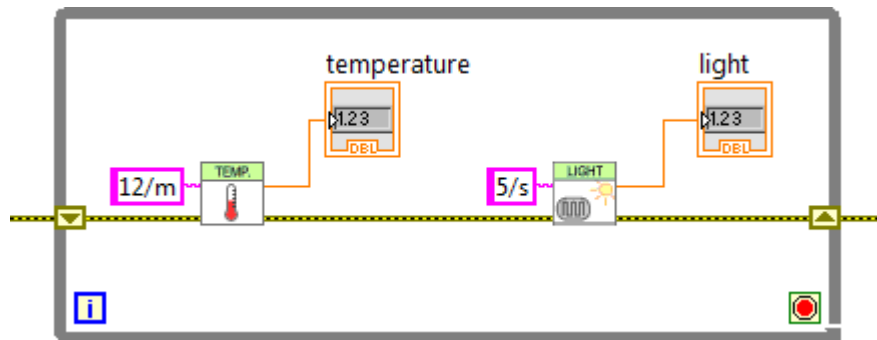 temperature
light
1.23
DBL
1.23
DBL
12/m
TEMP.
5/s
LIGHT
i